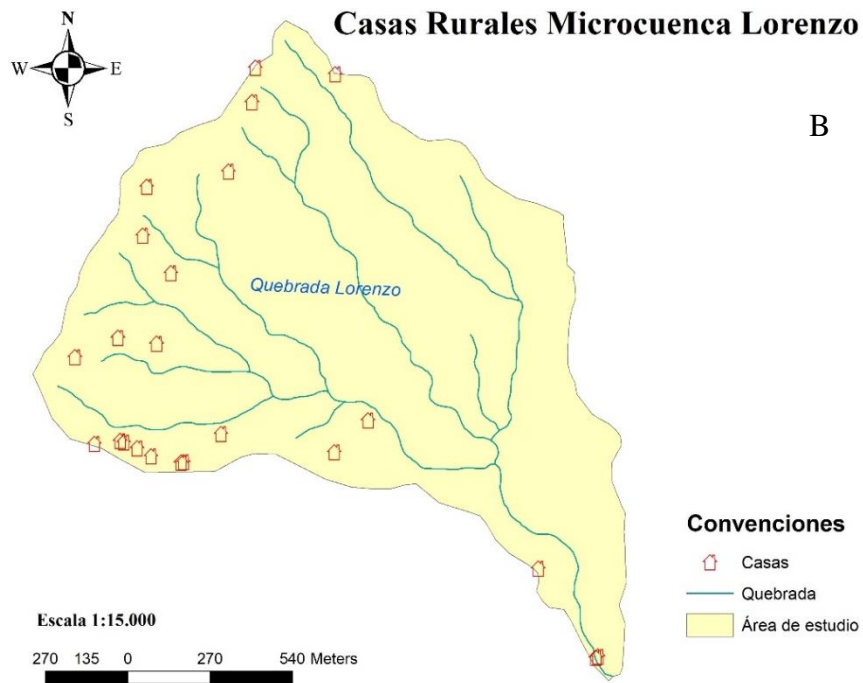 Casas Rurales Microcuenca Lorenzo
N
W E
S
B
Quebrada Lorenzo
Convenciones
Casas
Quebrada
Área de estudio
Escala 1:15.000
270 135 0 270 540 Meters